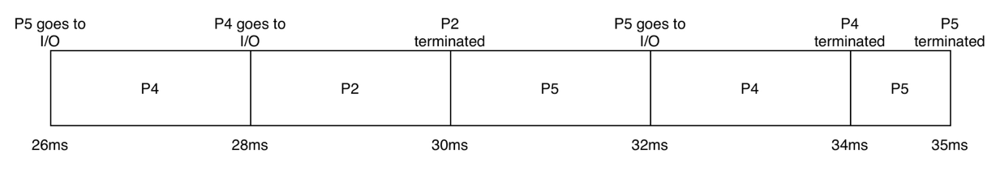 P5 goes to
I/O
P4 goes to
I/O
P2
terminated
P5 goes to
I/O
P4
terminated
P5
terminated
P4
P2
P5
P4
P5
26ms
28ms
30ms
32ms
34ms
35ms